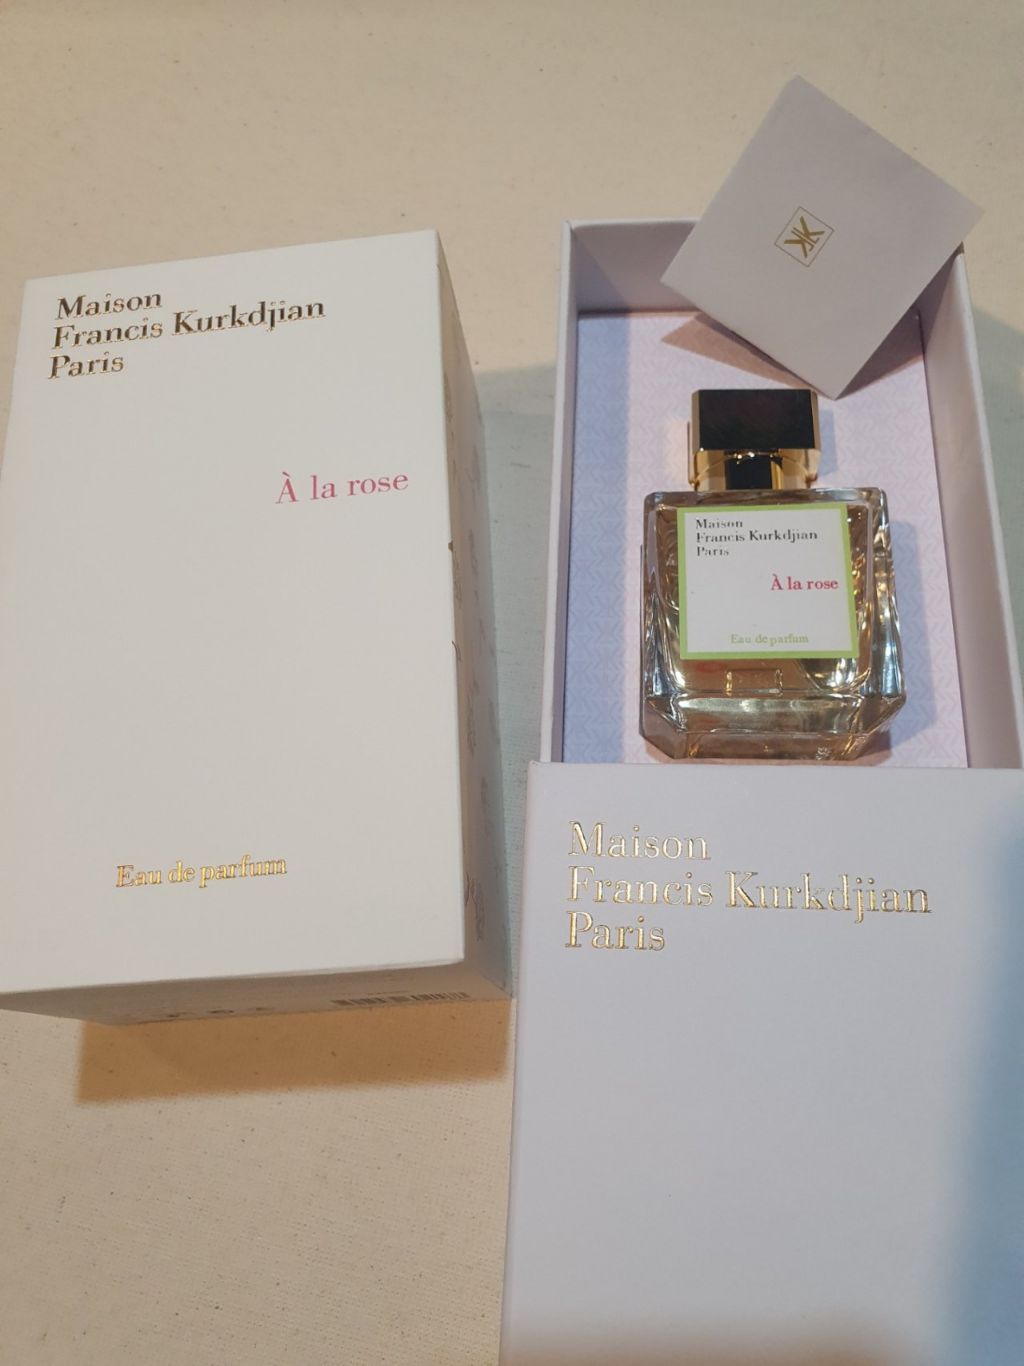 Maison
Francis Kurkdjian
Paris
À la rose
Eau de parfum
Maison
Francis Kurkdjian
Paris
À la rose
Eau de parfum
Maison
Francis Kurkdjian
Paris